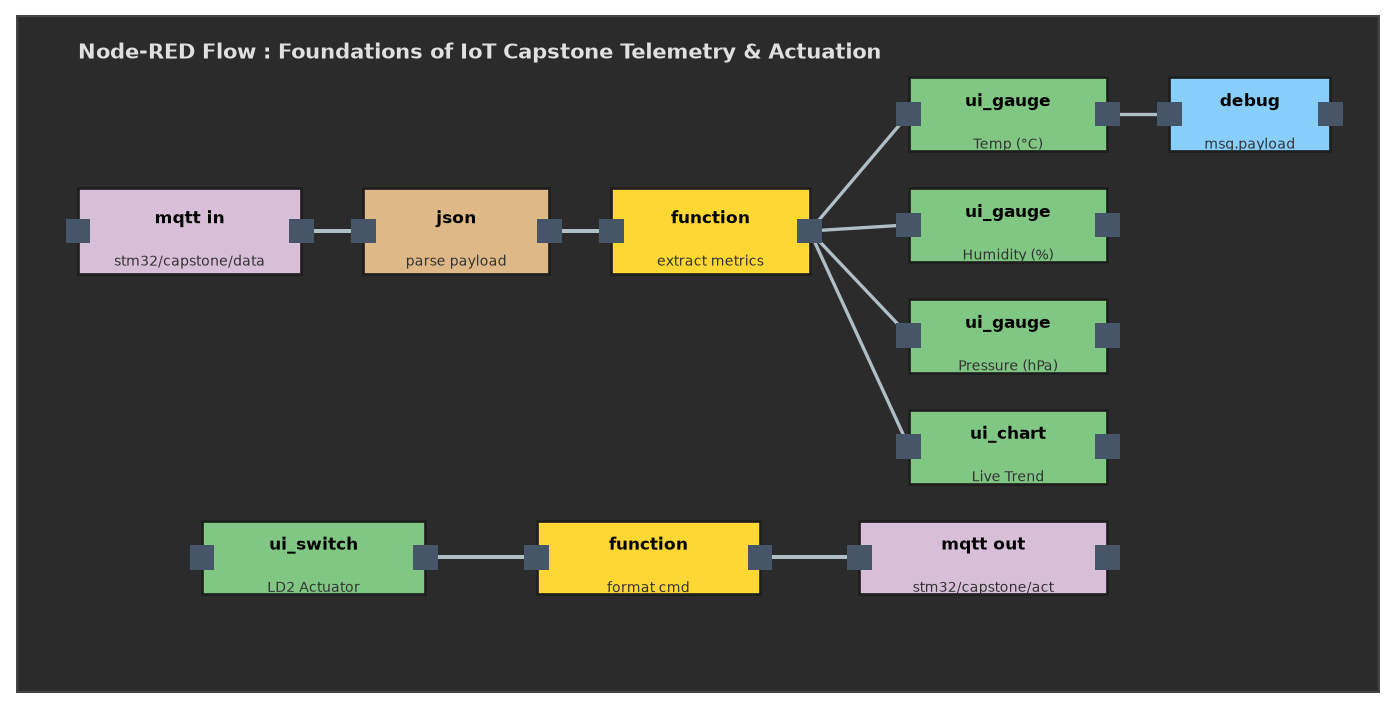 Node-RED Flow : Foundations of IoT Capstone Telemetry & Actuation
ui_gauge
Temp (°C)
debug
msg.payload
mqtt in
stm32/capstone/data
json
parse payload
function
extract metrics
ui_gauge
Humidity (%)
ui_gauge
Pressure (hPa)
ui_chart
Live Trend
ui_switch
LD2 Actuator
function
format cmd
mqtt out
stm32/capstone/act